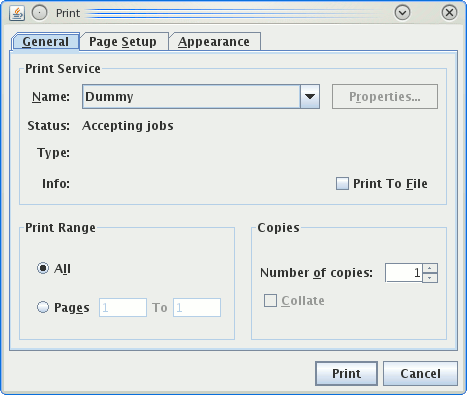 Print
General Page Setup Appearance
Print Service
Name: Dummy Properties...
Status: Accepting jobs
Type:
Info: Print To File
Print Range Copies
All Number of copies: 1
Pages 1 To 1 Collate
Print Cancel